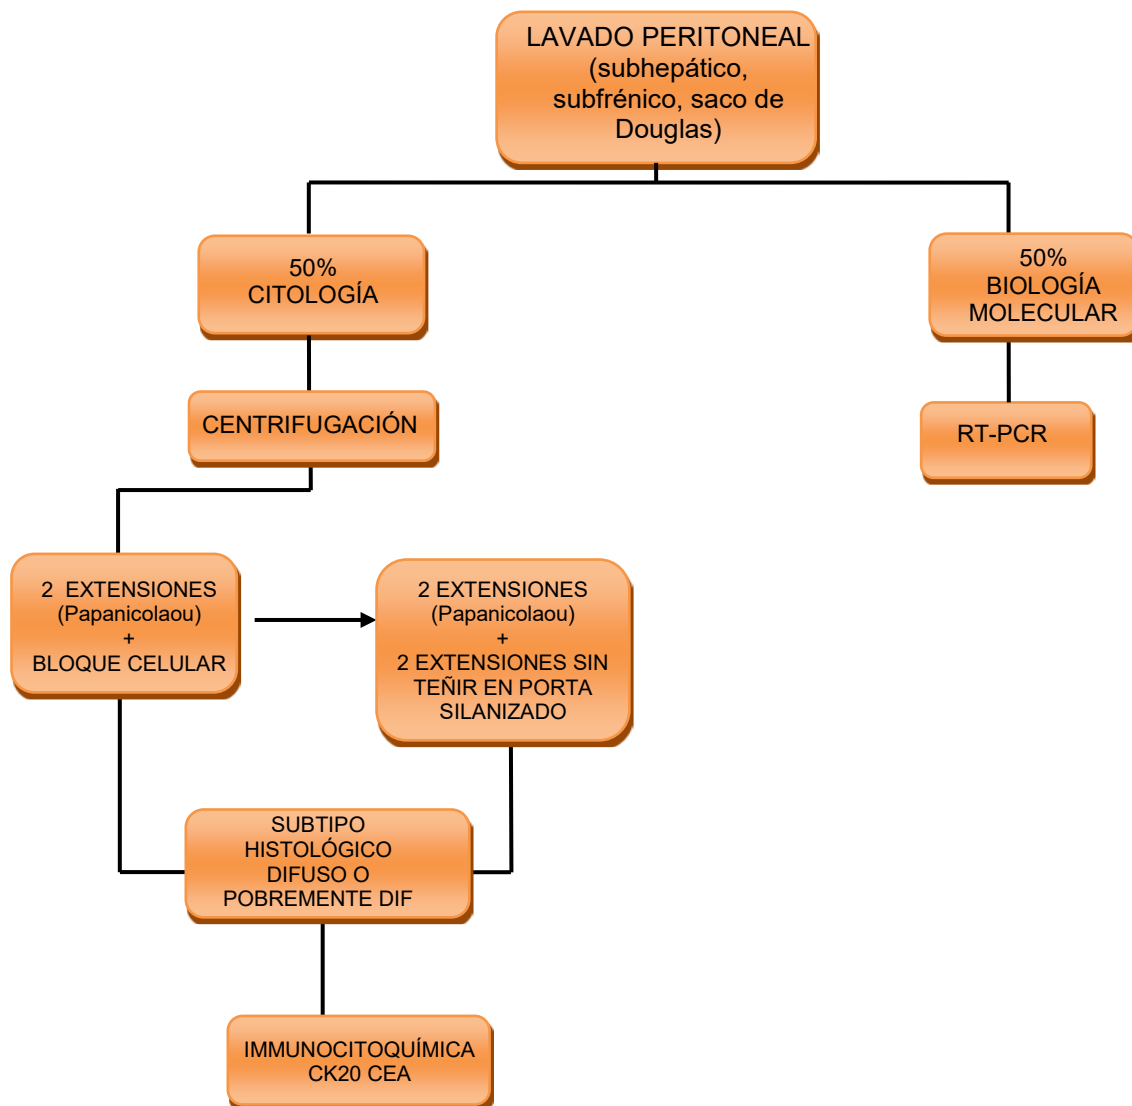 LAVADO PERITONEAL
(subhepático,
subfrénico, saco de
Douglas)
50%
CITOLOGÍA
50%
BIOLOGÍA
MOLECULAR
CENTRIFUGACIÓN
RT-PCR
2 EXTENSIONES
(Papanicolaou)
+
BLOQUE CELULAR
2 EXTENSIONES
(Papanicolaou)
+
2 EXTENSIONES SIN
TEÑIR EN PORTA
SILANIZADO
SUBTIPO
HISTOLÓGICO
DIFUSO O
POBREMENTE DIF
IMMUNOCITOQUÍMICA
CK20 CEA